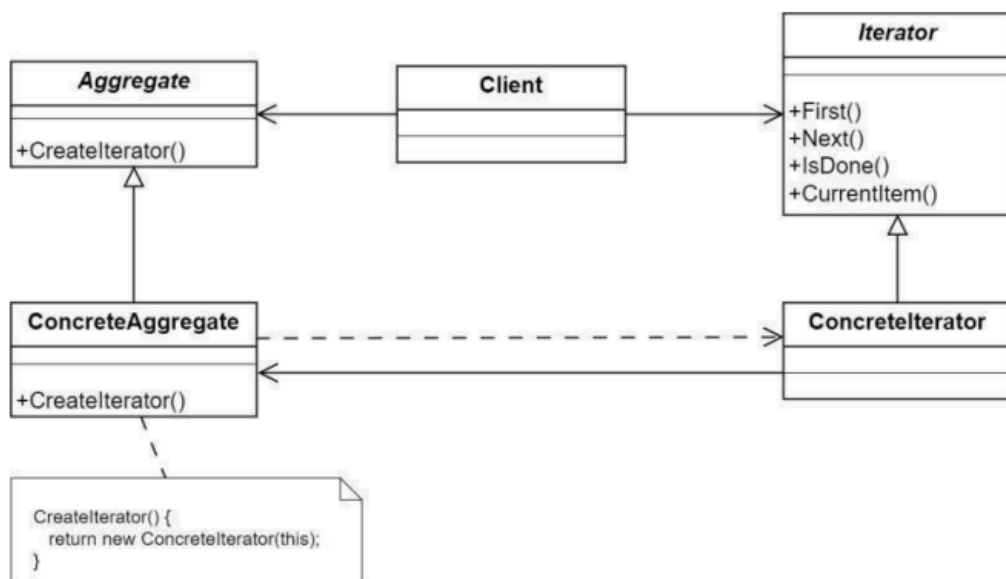 Aggregate
+CreateIterator()
Client
Iterator
+First()
+Next()
+IsDone()
+CurrentItem()
ConcreteAggregate
+CreateIterator()
ConcreteIterator
CreateIterator() {
return new ConcreteIterator(this);
}